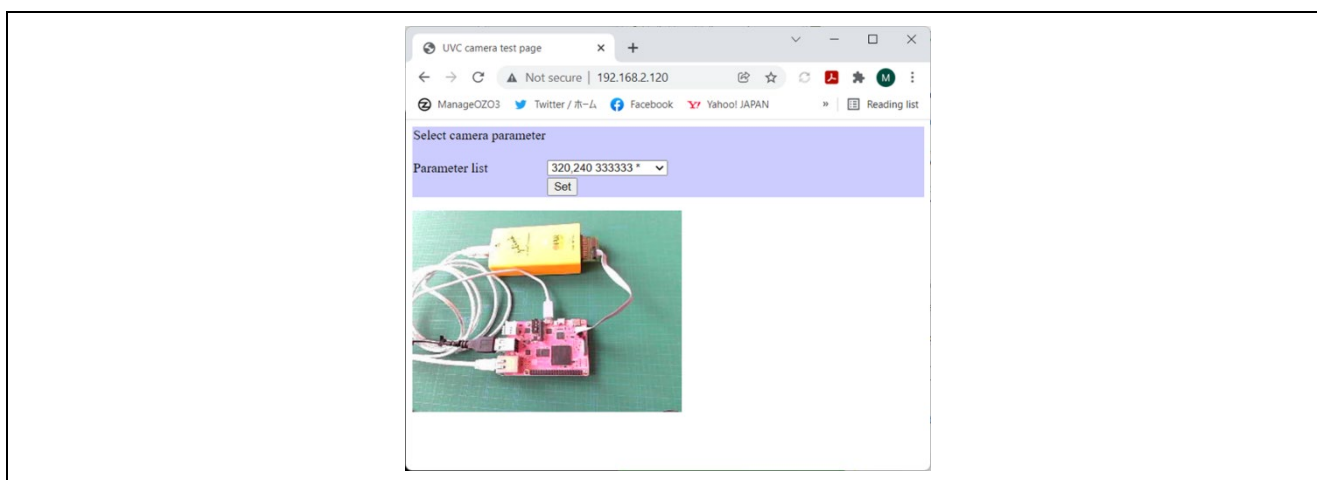 UVC camera test page
Not secure | 192.168.2.120
M
ManageOZO3 Twitter / ホーム Facebook Yahoo! JAPAN » Reading list
Select camera parameter
Parameter list 320,240 333333 *
Set